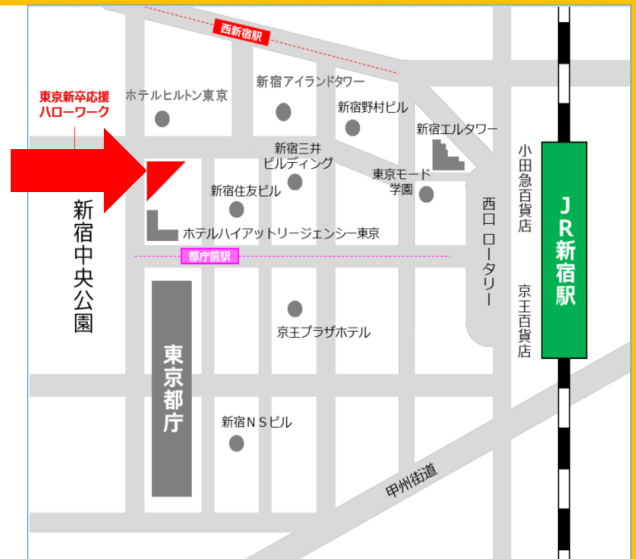 西新宿駅
東京新卒応援
ハローワーク
ホテルヒルトン東京
新宿アイランドタワー
新宿野村ビル
新宿エルタワー
新宿三井
ビルディング
東京モード
学園
新宿住友ビル
ホテルハイアットリージェンシー東京
新宿中央公園
都庁前駅
西口 ロータリー
小田急百貨店
京王百貨店
JR新宿駅
京王プラザホテル
東京都庁
新宿NSビル
甲州街道